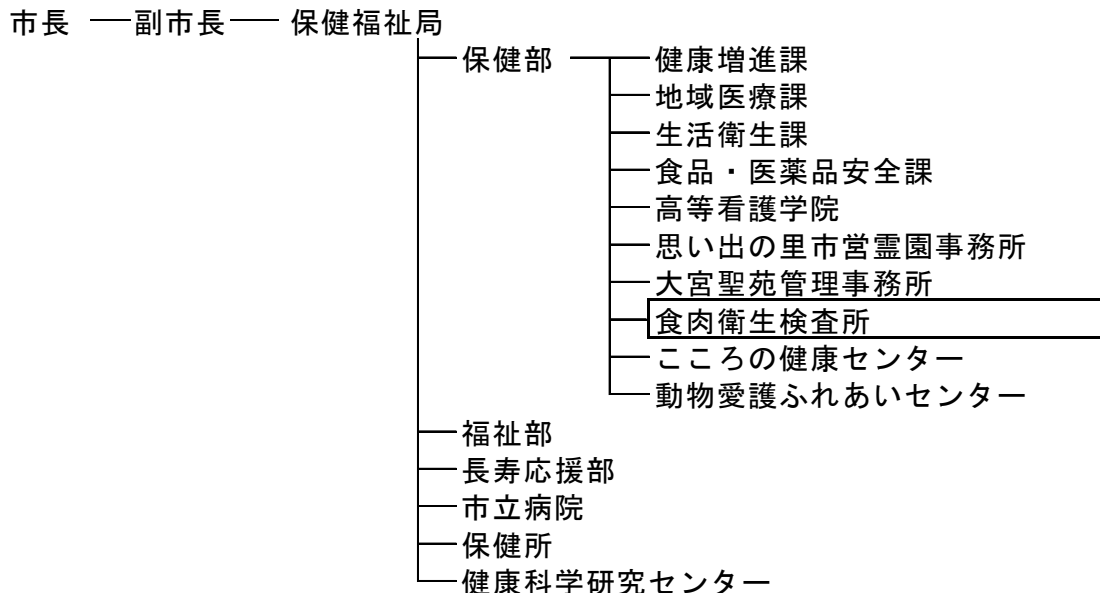 市長 副市長 保健福祉局
保健部 健康増進課
地域医療課
生活衛生課
食品・医薬品安全課
高等看護学院
思い出の里市営霊園事務所
大宮聖苑管理事務所
食肉衛生検査所
こころの健康センター
動物愛護ふれあいセンター
福祉部
長寿応援部
市立病院
保健所
健康科学研究センター